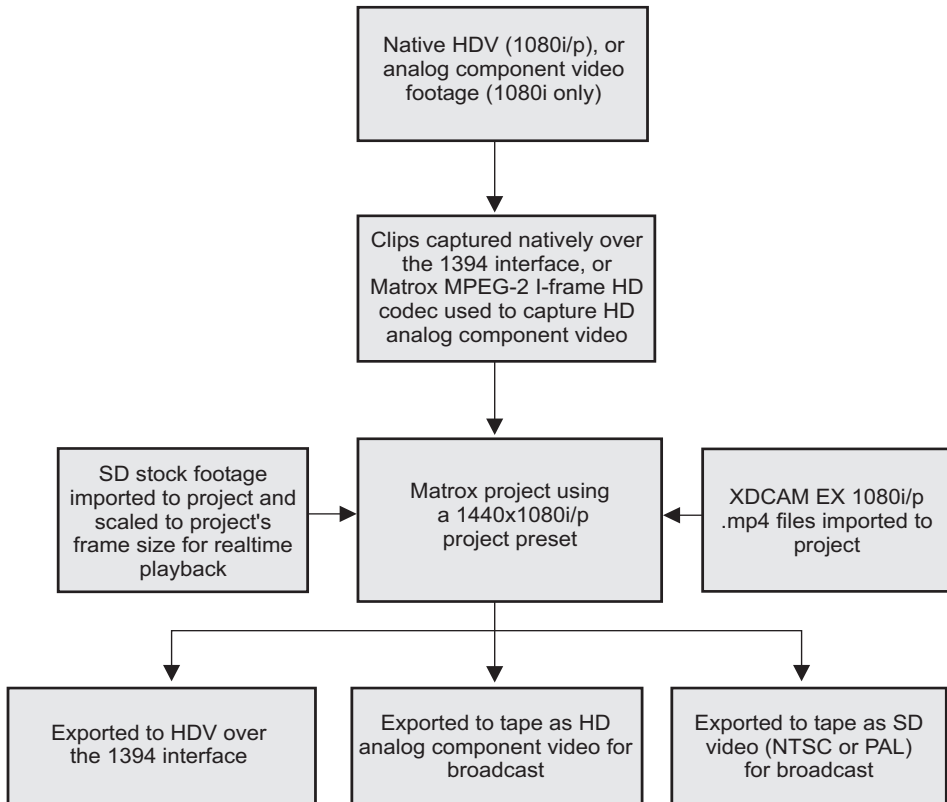 Native HDV (1080i/p), or
analog component video
footage (1080i only)
Clips captured natively over
the 1394 interface, or
Matrox MPEG-2 I-frame HD
codec used to capture HD
analog component video
SD stock footage
imported to project and
scaled to project's
frame size for realtime
playback
Matrox project using
a 1440x1080i/p
project preset
XDCAM EX 1080i/p
.mp4 files imported to
project
Exported to HDV over
the 1394 interface
Exported to tape as HD
analog component video for
broadcast
Exported to tape as SD
video (NTSC or PAL)
for broadcast